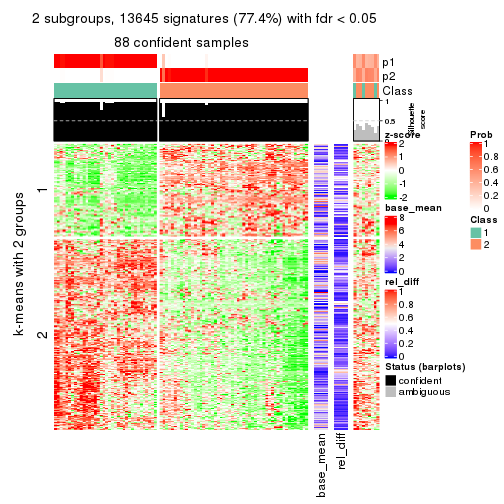 2 subgroups, 13645 signatures (77.4%) with fdr < 0.05
88 confident samples
p1
p2
Class
1
0.5
0
Silhouette
score
k-means with 2 groups
1
2
base_mean
rel_diff
z-score
2
1
0
-1
-2
base_mean
8
6
4
2
0
rel_diff
1
0.8
0.6
0.4
0.2
0
Status (barplots)
confident
ambiguous
Prob
1
0.8
0.6
0.4
0.2
0
Class
1
2